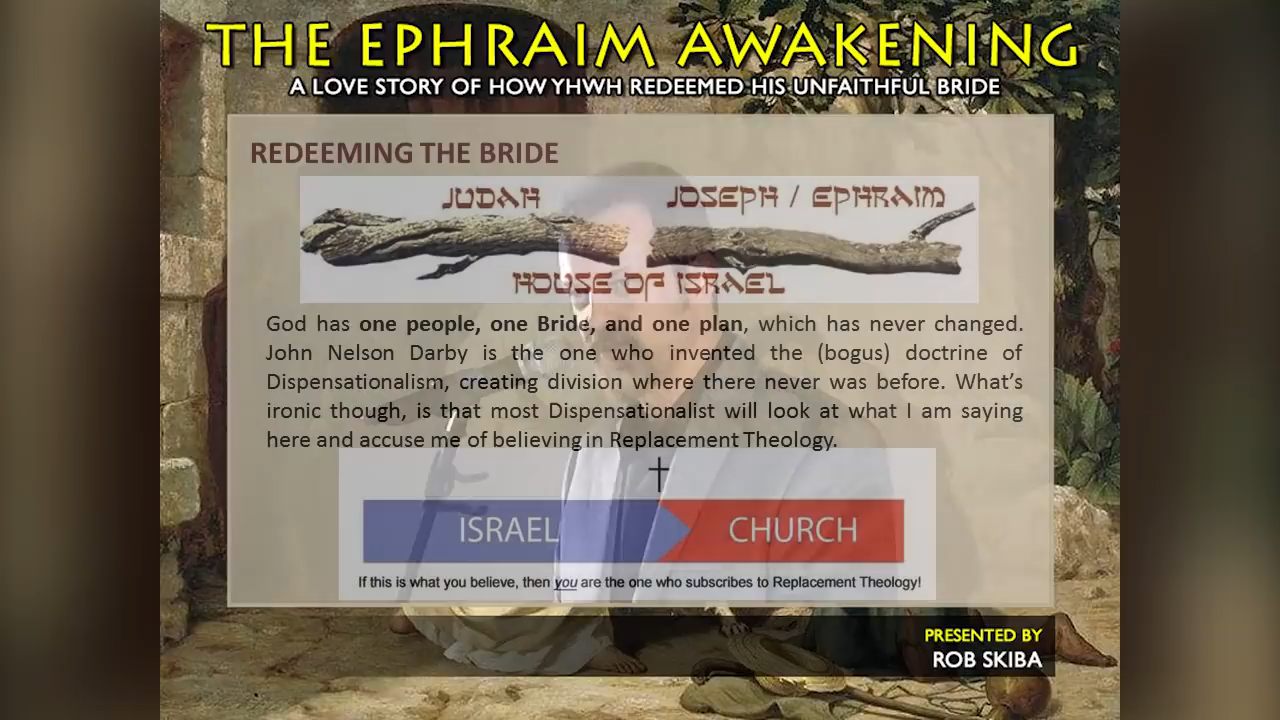 THE EPHRAIM AWAKENING
A LOVE STORY OF HOW YHWH REDEEMED HIS UNFAITHFUL BRIDE
REDEEMING THE BRIDE
JUDAH JOSEPH / EPHRAIM
HOUSE OF ISRAEL
God has one people, one Bride, and one plan, which has never changed.
John Nelson Darby is the one who invented the (bogus) doctrine of
Dispensationalism, creating division where there never was before. What's
ironic though, is that most Dispensationalist will look at what I am saying
here and accuse me of believing in Replacement Theology.
ISRAEL CHURCH
If this is what you believe, then you are the one who subscribes to Replacement Theology!
PRESENTED BY
ROB SKIBA